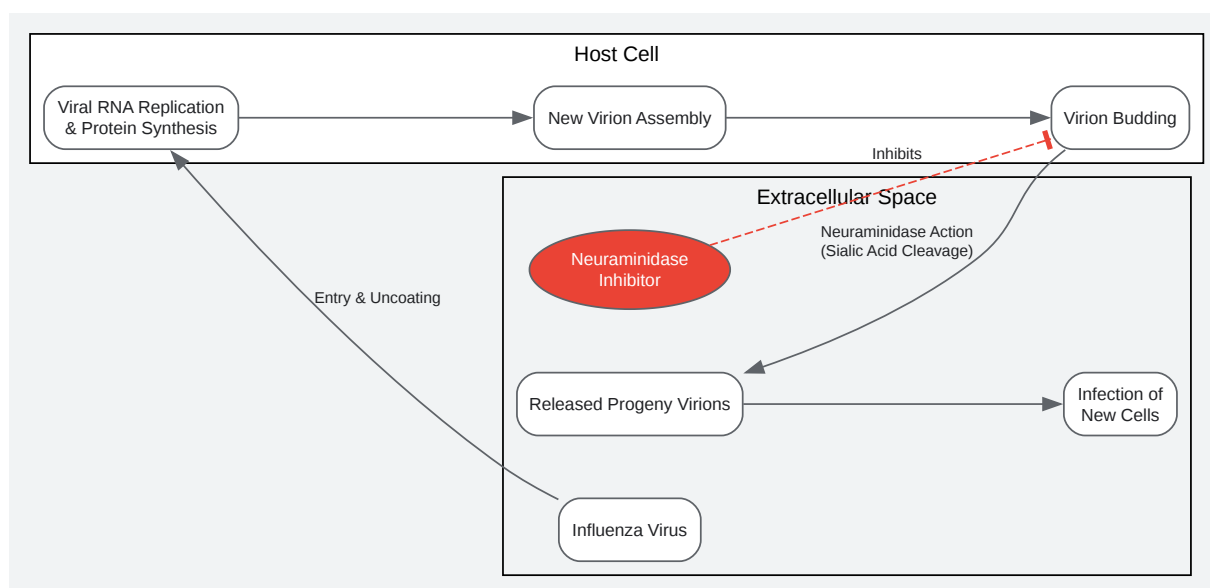 Host Cell
Viral RNA Replication
& Protein Synthesis
New Virion Assembly
Virion Budding
Inhibits
Extracellular Space
Neuraminidase Action
(Sialic Acid Cleavage)
Neuraminidase
Inhibitor
Entry & Uncoating
Released Progeny Virions
Infection of
New Cells
Influenza Virus